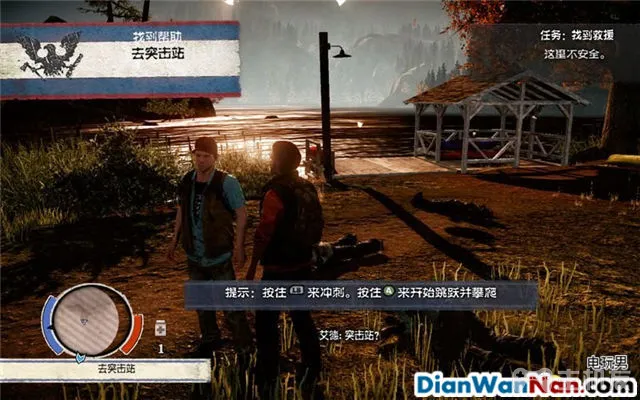 找到帮助
去突击站
任务：找到救援
这里不安全。
提示：按住 LB 来冲刺。按住 A 来开始跳跃并攀爬
艾德：突击站?
1
去突击站
电玩男
DianWanNan.com